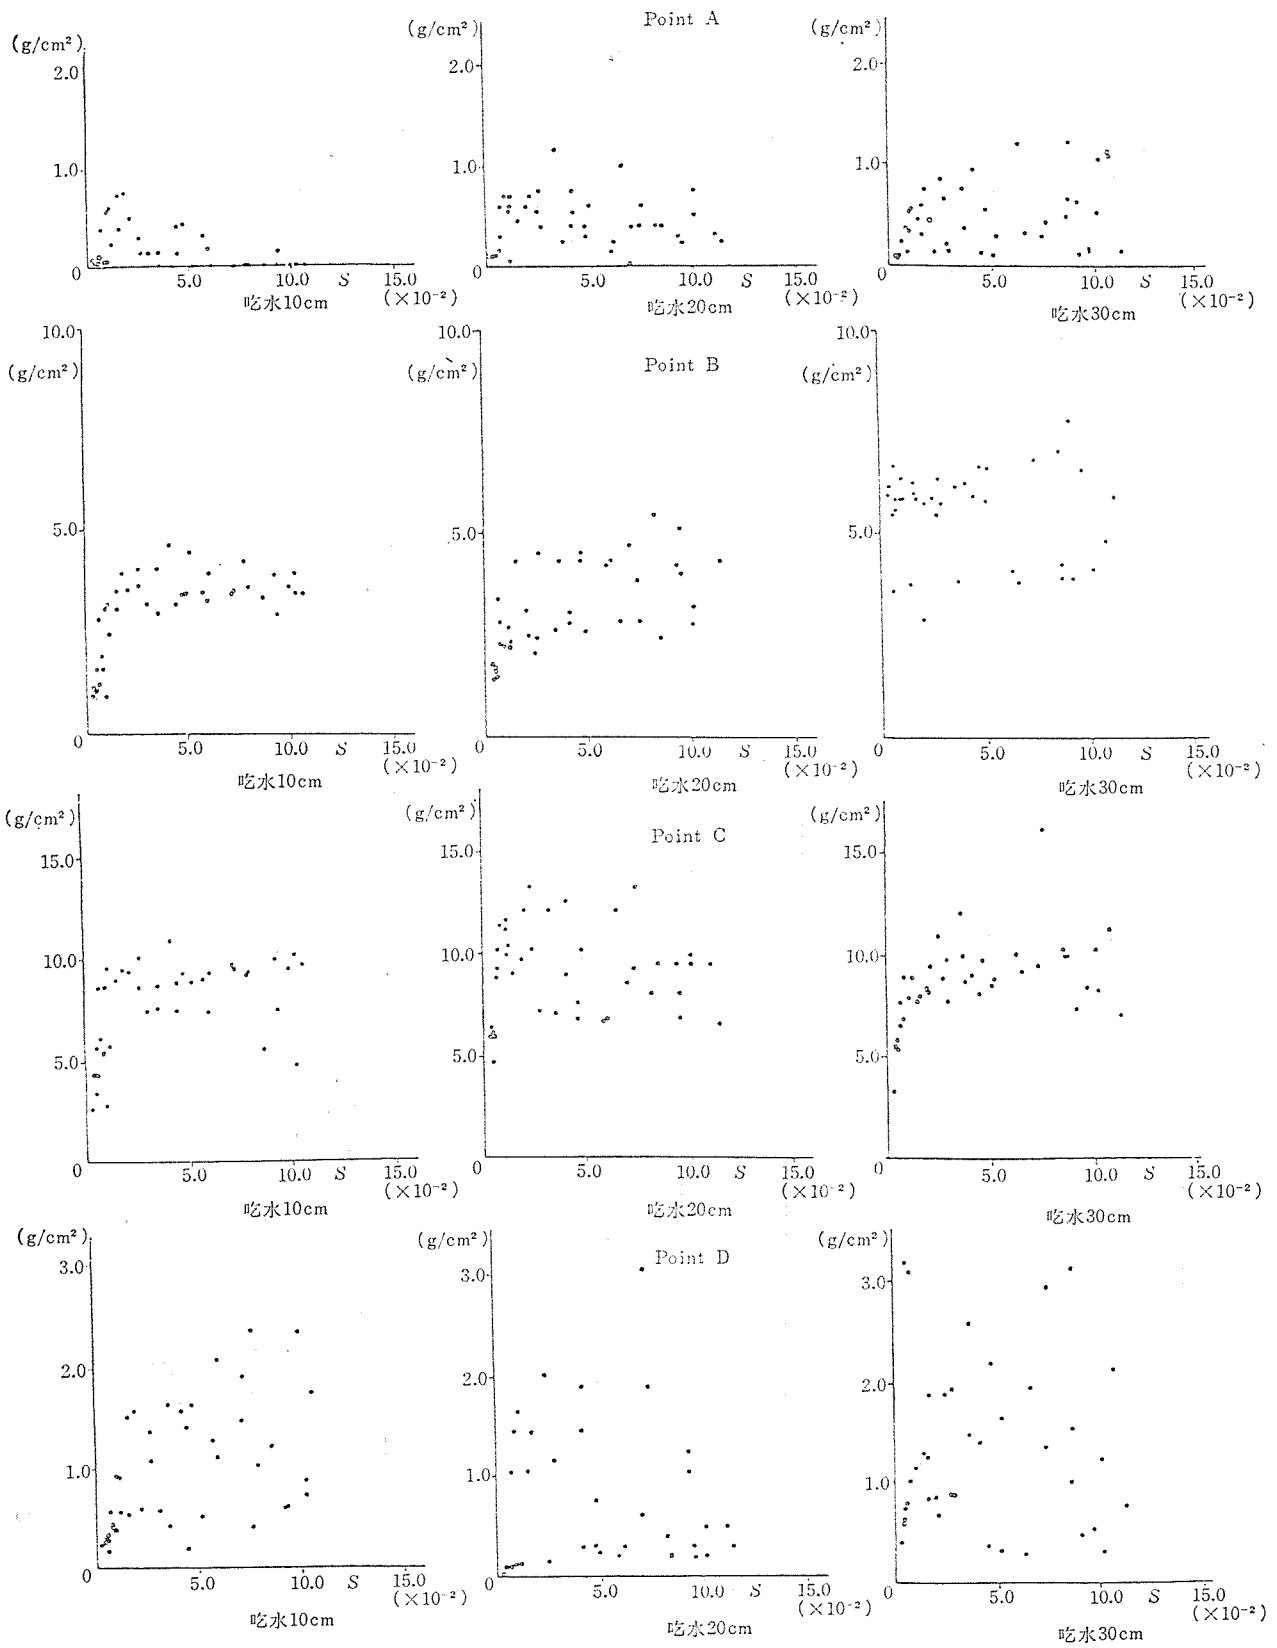 Point A
(g/cm²) (g/cm²) (g/cm²)
2.0 2.0 2.0
1.0 1.0 1.0
0 5.0 10.0 S 15.0 0 5.0 10.0 S 15.0 0 5.0 10.0 S 15.0
(×10⁻²) (×10⁻²) (×10⁻²)
吃水10cm 吃水20cm 吃水30cm
10.0 10.0 10.0
Point B
(g/cm²) (g/cm²) (g/cm²)
5.0 5.0 5.0
0 5.0 10.0 S 15.0 0 5.0 10.0 S 15.0 0 5.0 10.0 S 15.0
(×10⁻²) (×10⁻²) (×10⁻²)
吃水10cm 吃水20cm 吃水30cm
(g/cm²) (g/cm²) (g/cm²)
Point C
15.0 15.0 15.0
10.0 10.0 10.0
5.0 5.0 5.0
0 5.0 10.0 S 15.0 0 5.0 10.0 S 15.0 0 5.0 10.0 S 15.0
(×10⁻²) (×10⁻²) (×10⁻²)
吃水10cm 吃水20cm 吃水30cm
(g/cm²) (g/cm²) (g/cm²)
Point D
3.0 3.0 3.0
2.0 2.0 2.0
1.0 1.0 1.0
0 5.0 10.0 S 15.0 0 5.0 10.0 S 15.0 0 5.0 10.0 S 15.0
(×10⁻²) (×10⁻²) (×10⁻²)
吃水10cm 吃水20cm 吃水30cm